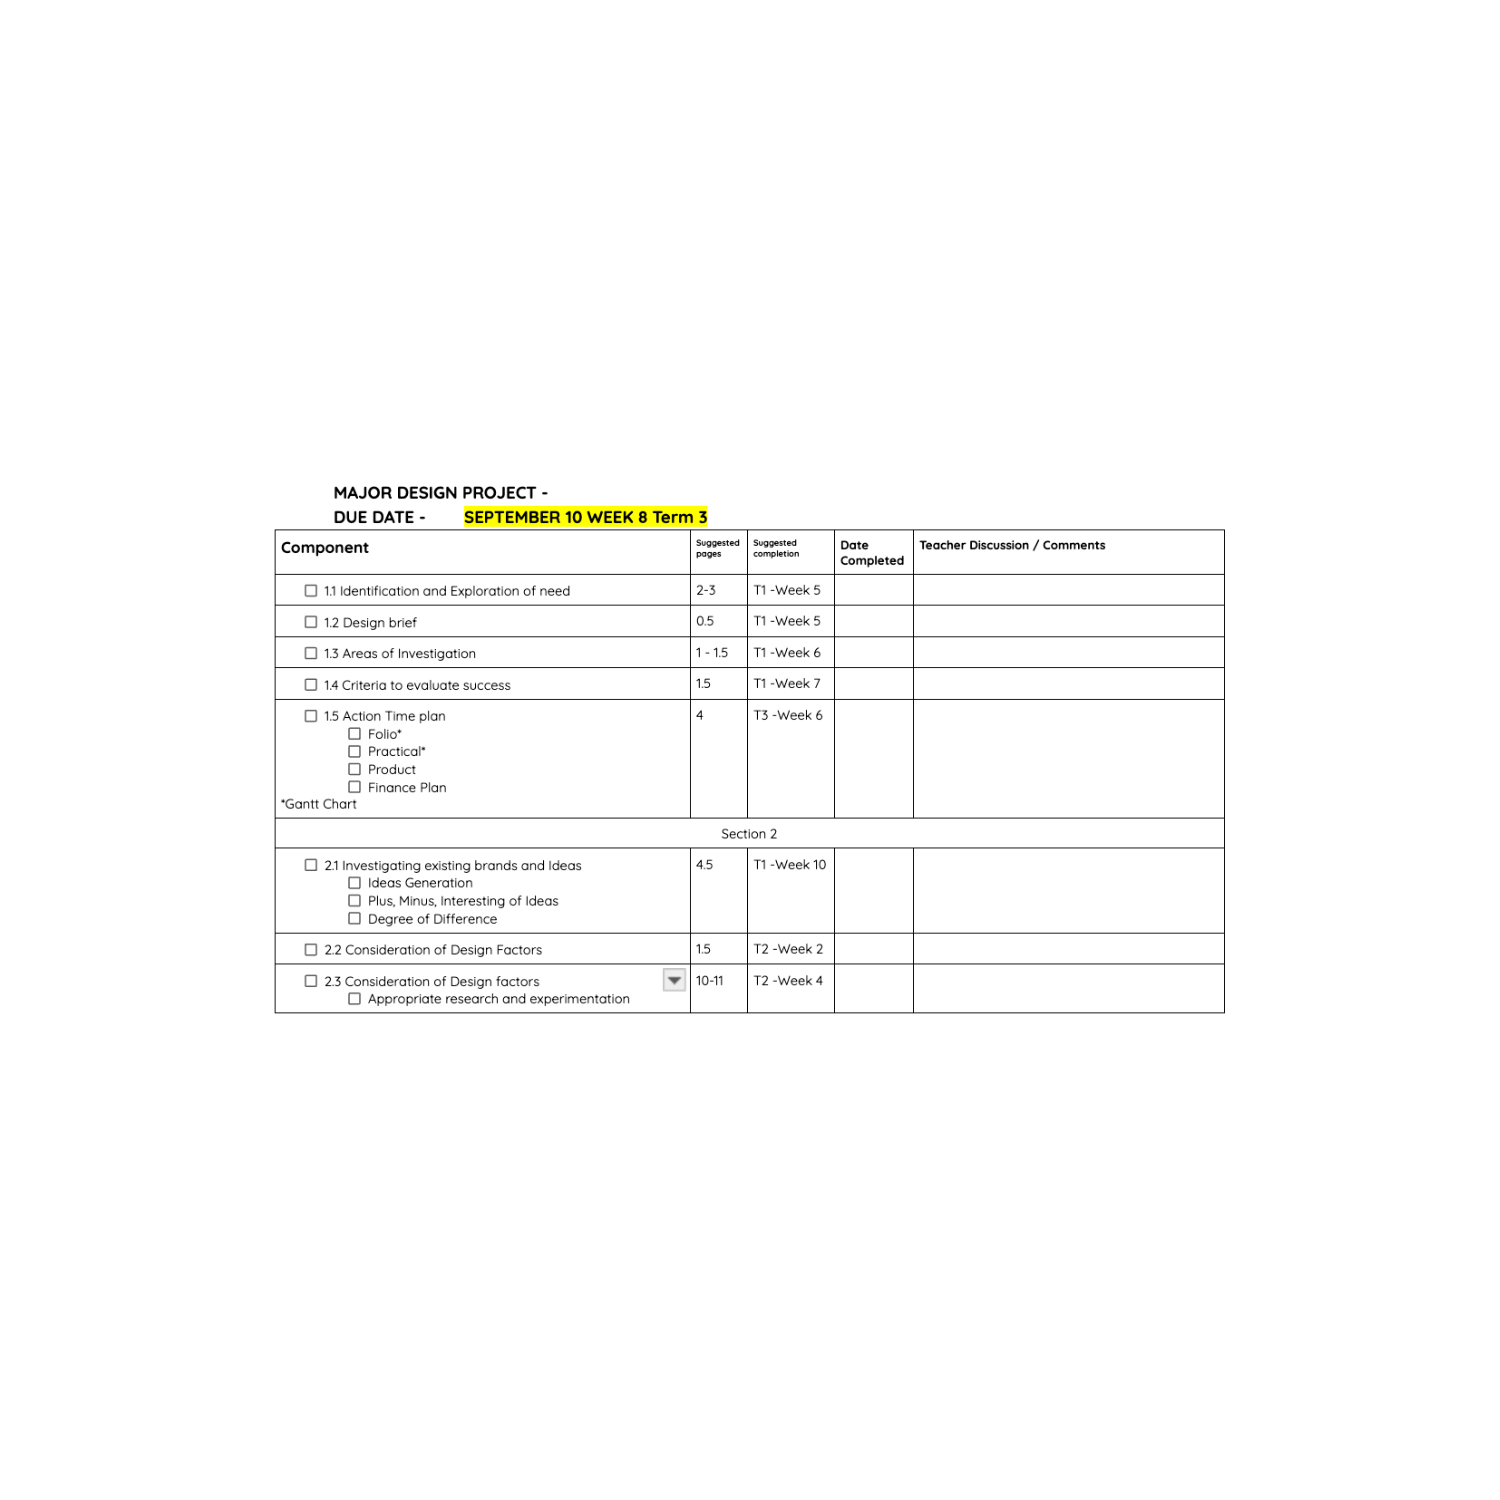 MAJOR DESIGN PROJECT -
DUE DATE - SEPTEMBER 10 WEEK 8 Term 3
Component Suggested pages Suggested completion Date Completed Teacher Discussion / Comments
1.1 Identification and Exploration of need 2-3 T1 -Week 5
1.2 Design brief 0.5 T1 -Week 5
1.3 Areas of Investigation 1 - 1.5 T1 -Week 6
1.4 Criteria to evaluate success 1.5 T1 -Week 7
1.5 Action Time plan 4 T3 -Week 6
Folio*
Practical*
Product
Finance Plan
*Gantt Chart
Section 2
2.1 Investigating existing brands and Ideas 4.5 T1 -Week 10
Ideas Generation
Plus, Minus, Interesting of Ideas
Degree of Difference
2.2 Consideration of Design Factors 1.5 T2 -Week 2
2.3 Consideration of Design factors 10-11 T2 -Week 4
Appropriate research and experimentation